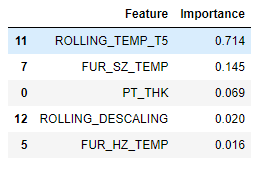 Feature Importance
11 ROLLING_TEMP_T5 0.714
7 FUR_SZ_TEMP 0.145
0 PT_THK 0.069
12 ROLLING_DESCALING 0.020
5 FUR_HZ_TEMP 0.016